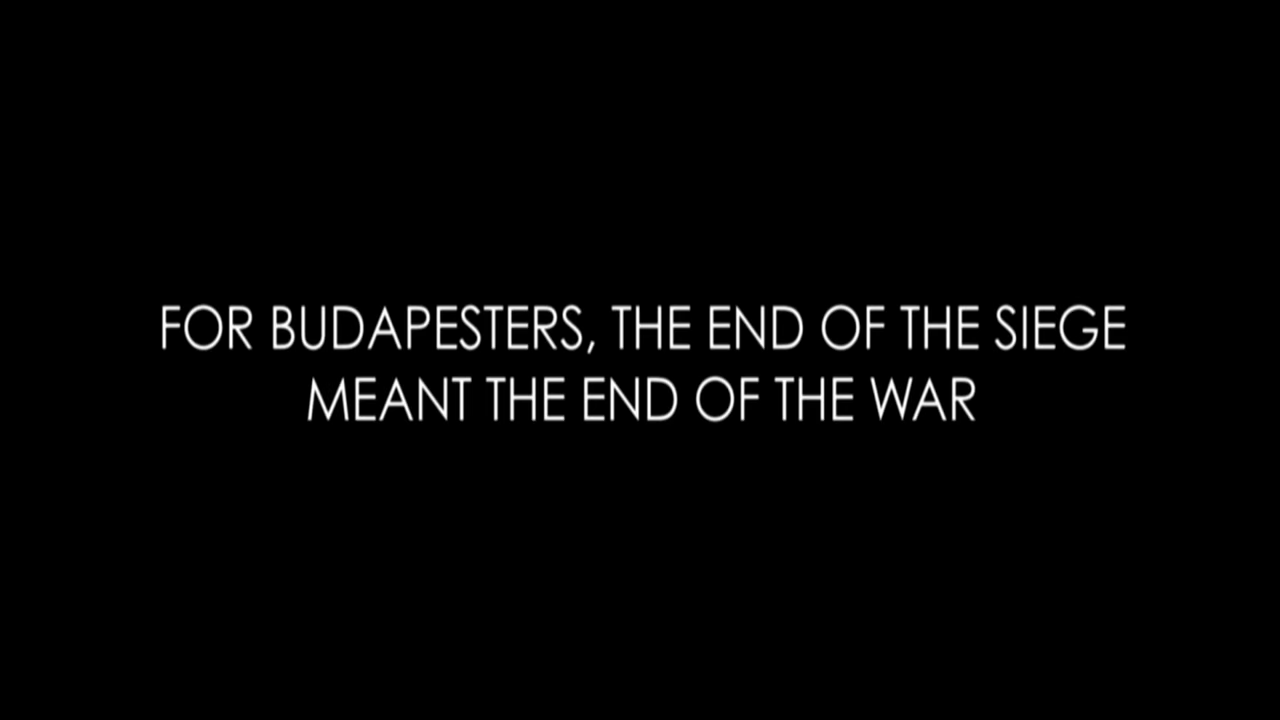 FOR BUDAPESTERS, THE END OF THE SIEGE
MEANT THE END OF THE WAR